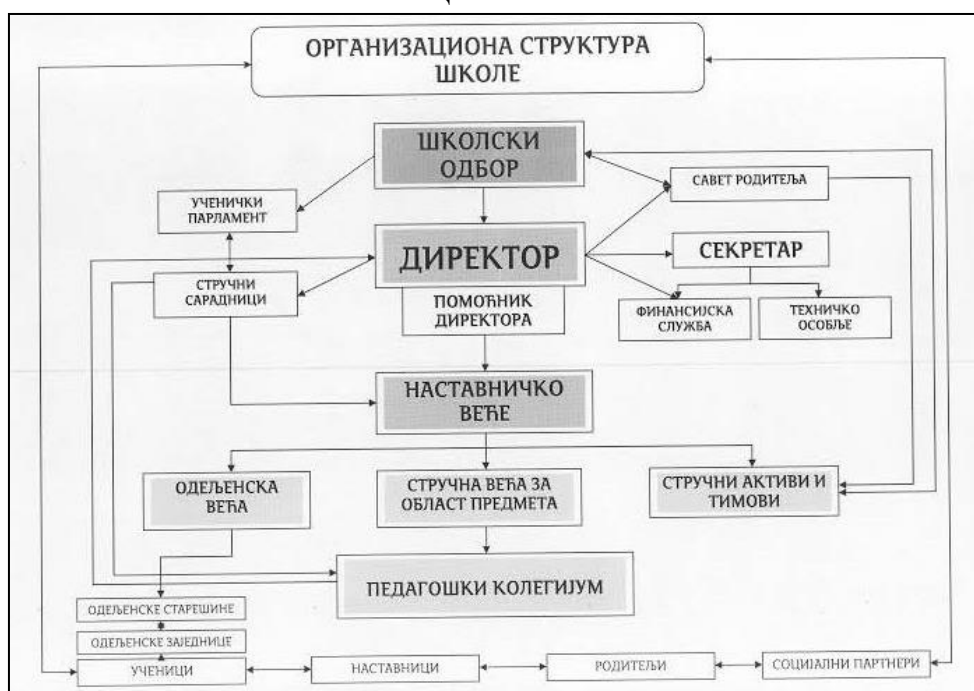 ОРГАНИЗАЦИОНА СТРУКТУРА
ШКОЛЕ
ШКОЛСКИ
ОДБОР
САВЕТ РОДИТЕЉА
УЧЕНИЧКИ
ПАРЛАМЕНТ
ДИРЕКТОР
СЕКРЕТАР
СТРУЧНИ
САРАДНИЦИ
ПОМОЋНИК
ДИРЕКТОРА
ФИНАНСИЈСКА
СЛУЖБА
ТЕХНИЧКО
ОСОБЉЕ
НАСТАВНИЧКО
ВЕЋЕ
ОДЕЉЕНСКА
ВЕЋА
СТРУЧНА ВЕЋА ЗА
ОБЛАСТ ПРЕДМЕТА
СТРУЧНИ АКТИВИ И
ТИМОВИ
ПЕДАГОШКИ КОЛЕГИЈУМ
ОДЕЉЕНСКЕ СТАРЕШИНЕ
ОДЕЉЕНСКЕ ЗАЈЕДНИЦЕ
УЧЕНИЦИ
НАСТАВНИЦИ
РОДИТЕЉИ
СОЦИЈАЛНИ ПАРТНЕРИ